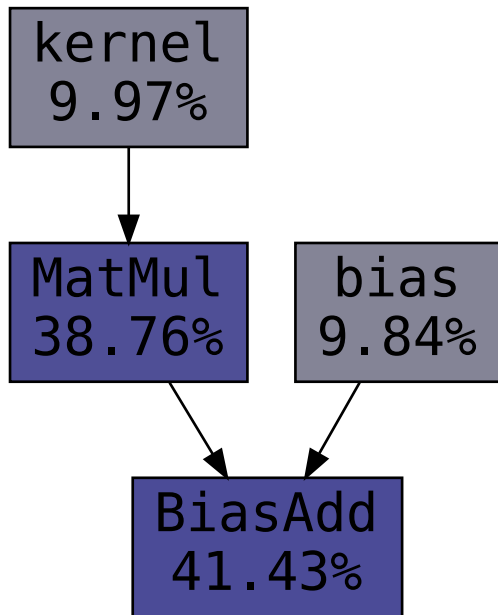 kernel
9.97%
MatMul
38.76%
bias
9.84%
BiasAdd
41.43%